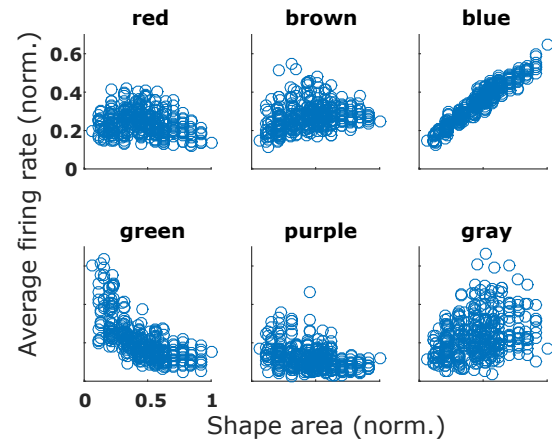 red brown blue
0.6
0.4
0.2
0
Average firing rate (norm.)
green purple gray
0 0.5 1
Shape area (norm.)